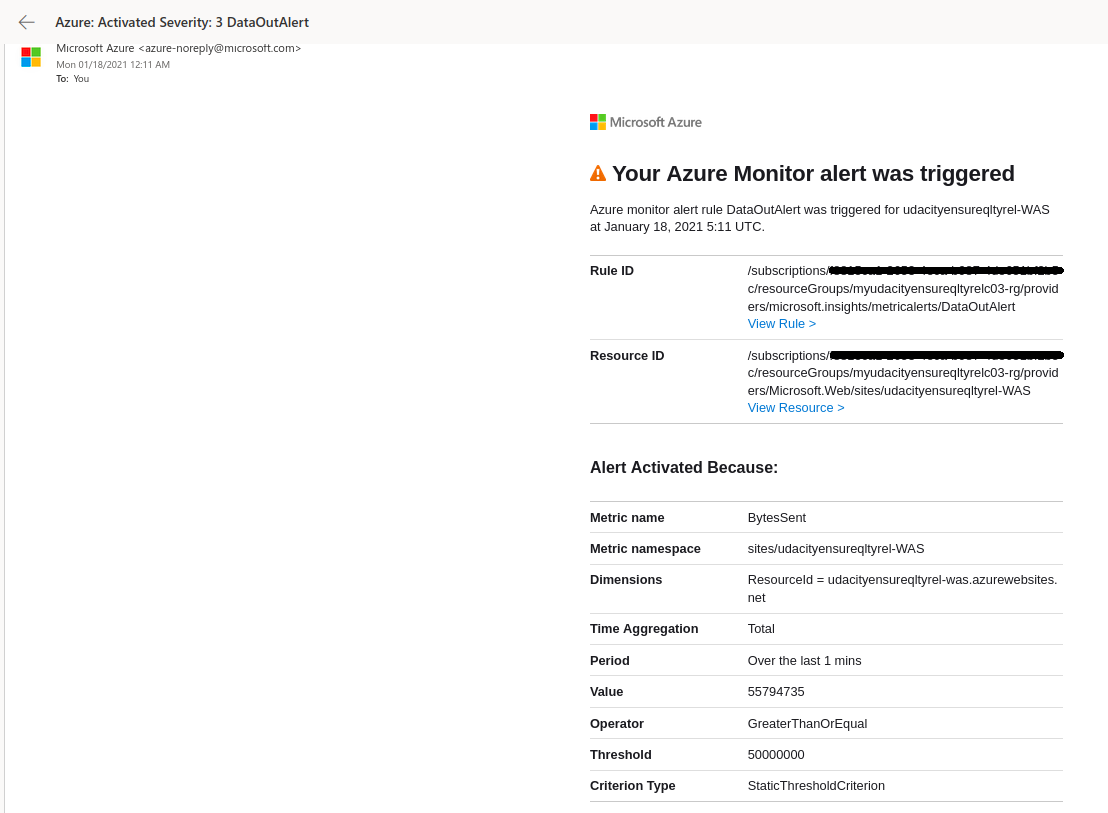 Azure: Activated Severity: 3 DataOutAlert
Microsoft Azure <azure-noreply@microsoft.com>
Mon 01/18/2021 12:11 AM
To: You
Microsoft Azure
Your Azure Monitor alert was triggered
Azure monitor alert rule DataOutAlert was triggered for udacityensureqltyrel-WAS
at January 18, 2021 5:11 UTC.
Rule ID
/subscriptions/
c/resourceGroups/myudacityensureqltyrelc03-rg/provid
ers/microsoft.insights/metricalerts/DataOutAlert
View Rule >
Resource ID
/subscriptions/
c/resourceGroups/myudacityensureqltyrelc03-rg/provid
ers/Microsoft.Web/sites/udacityensureqltyrel-WAS
View Resource >
Alert Activated Because:
Metric name BytesSent
Metric namespace sites/udacityensureqltyrel-WAS
Dimensions ResourceId = udacityensureqltyrel-was.azurewebsites.
net
Time Aggregation Total
Period Over the last 1 mins
Value 55794735
Operator GreaterThanOrEqual
Threshold 50000000
Criterion Type StaticThresholdCriterion